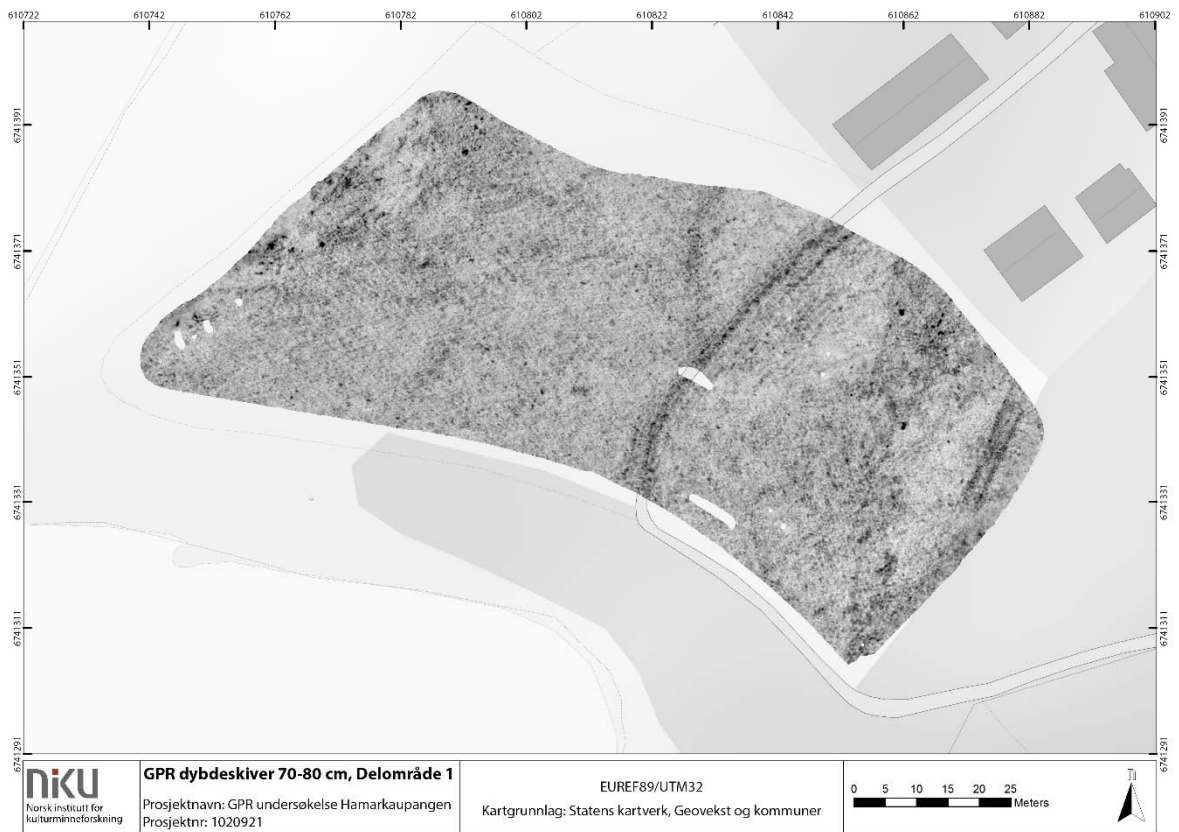 610722 610742 610762 610782 610802 610822 610842 610862 610882 610902
6741391 6741391
6741371 6741371
6741351 6741351
6741331 6741331
6741311 6741311
6741291 6741291
NIKU
Norsk institutt for
kulturminneforskning
GPR dybdeskiver 70-80 cm, Delområde 1
Prosjektnavn: GPR undersøkelse Hamarkaupangen
Prosjektnr: 1020921
EUREF89/UTM32
Kartgrunnlag: Statens kartverk, Geovekst og kommuner
0 5 10 15 20 25
Meters